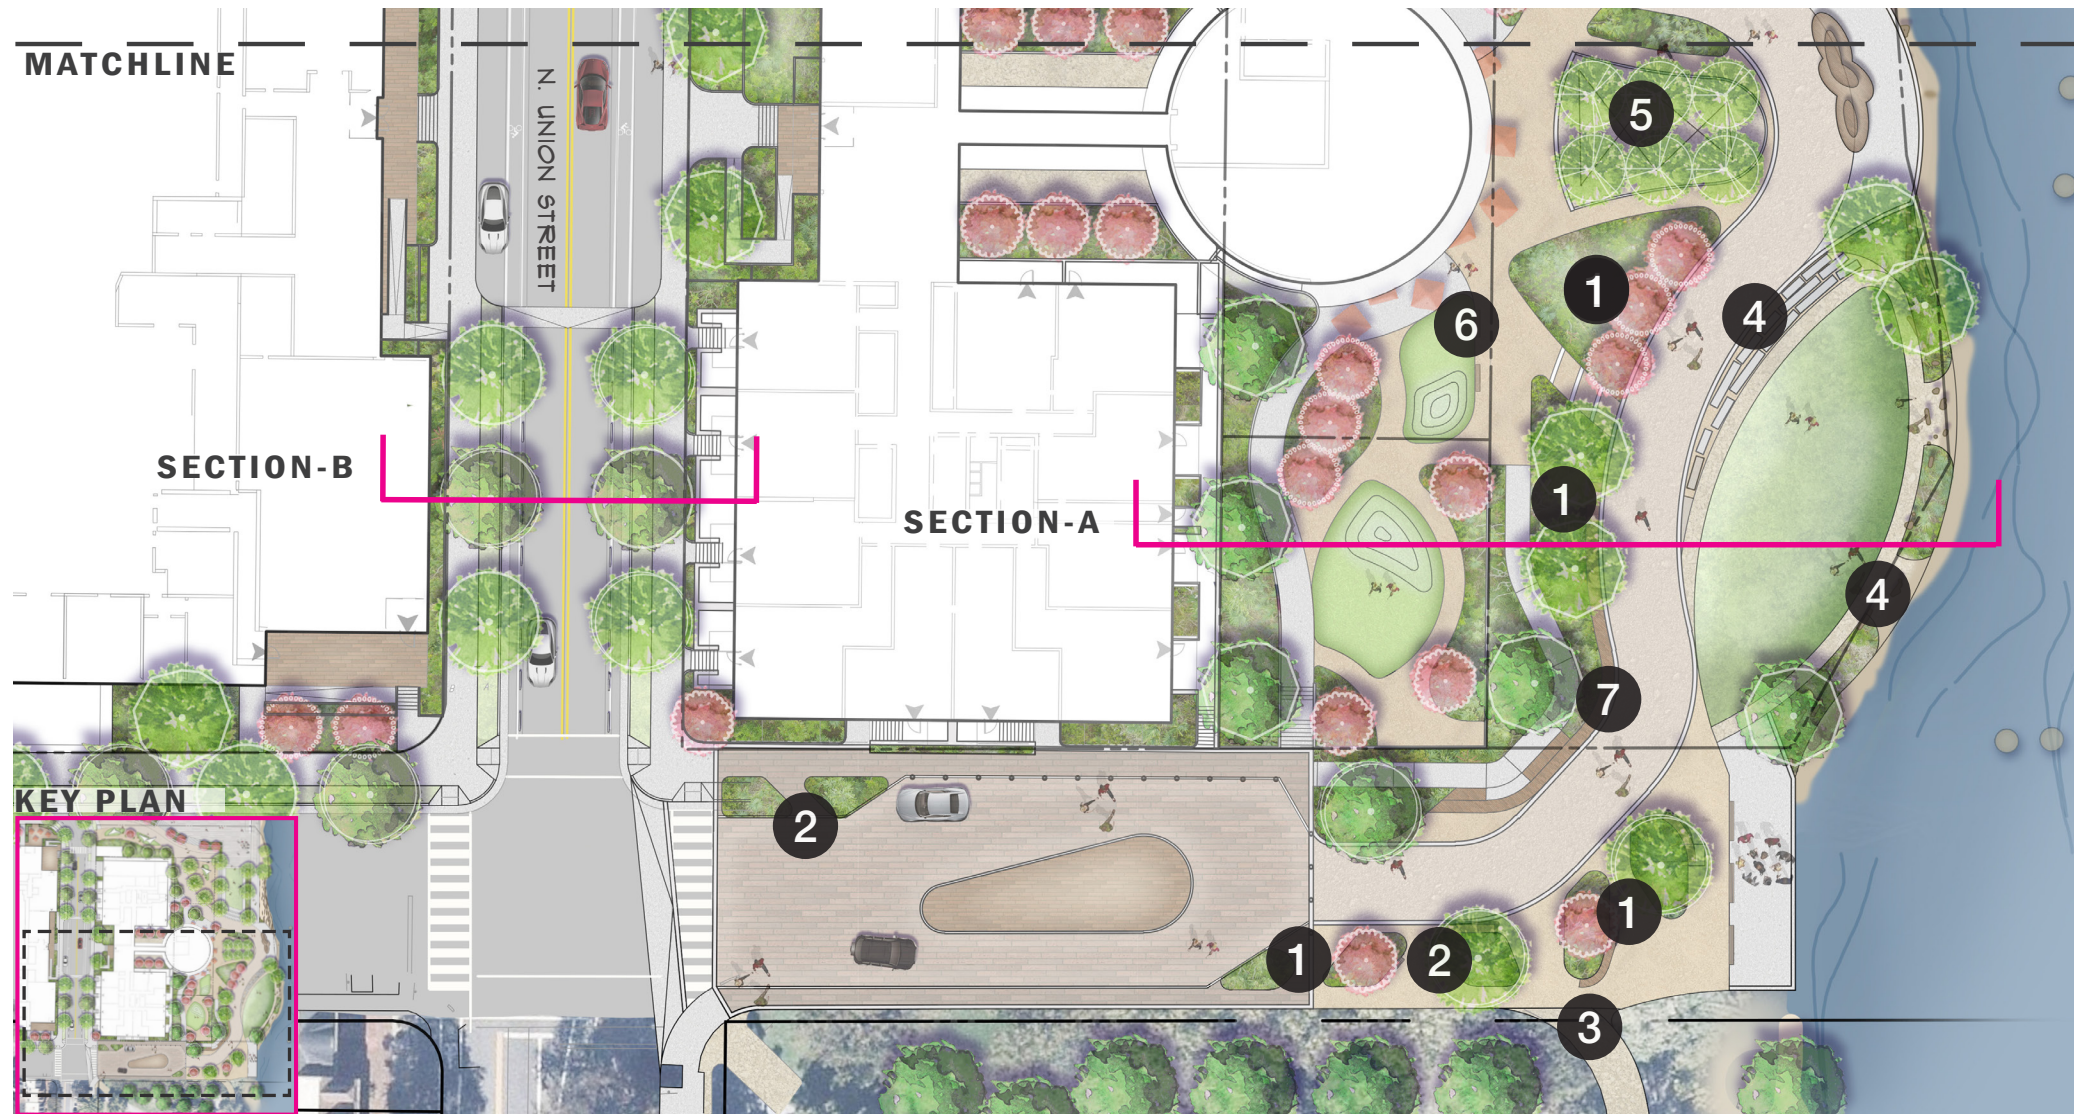 MATCHLINE
N. UNION STREET
5
1
4
6
SECTION-B
1
SECTION-A
4
7
KEY PLAN
2
1
1
2
3